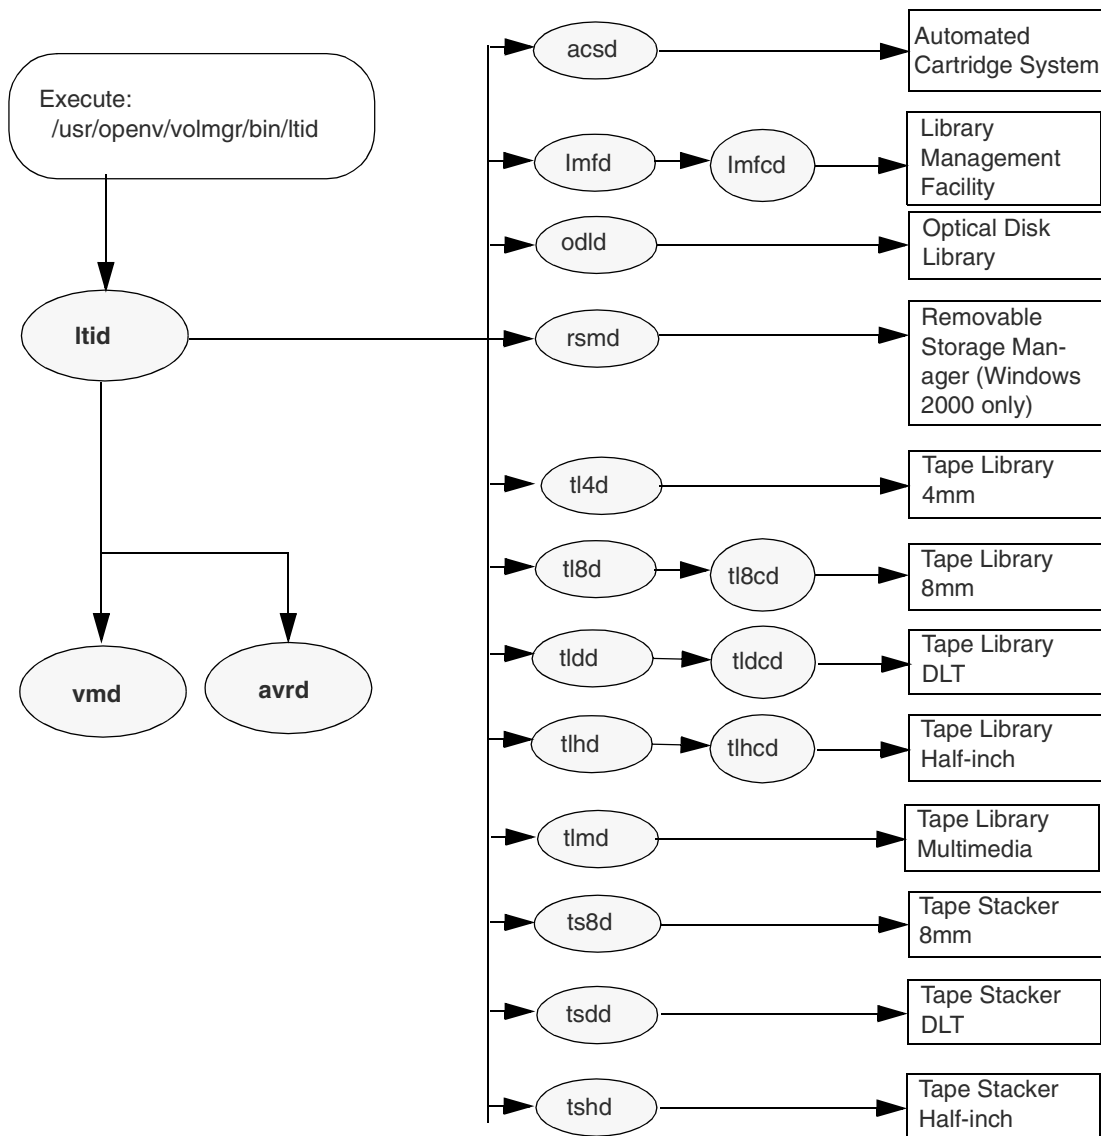 Execute:
/usr/openv/volmgr/bin/ltid
ltid
vmd
avrd
acsd
Automated
Cartridge System
lmfd
lmfcd
Library
Management
Facility
odld
Optical Disk
Library
rsmd
Removable
Storage Man-
ager (Windows
2000 only)
tl4d
Tape Library
4mm
tl8d
tl8cd
Tape Library
8mm
tldd
tldcd
Tape Library
DLT
tlhd
tlhcd
Tape Library
Half-inch
tlmd
Tape Library
Multimedia
ts8d
Tape Stacker
8mm
tsdd
Tape Stacker
DLT
tshd
Tape Stacker
Half-inch